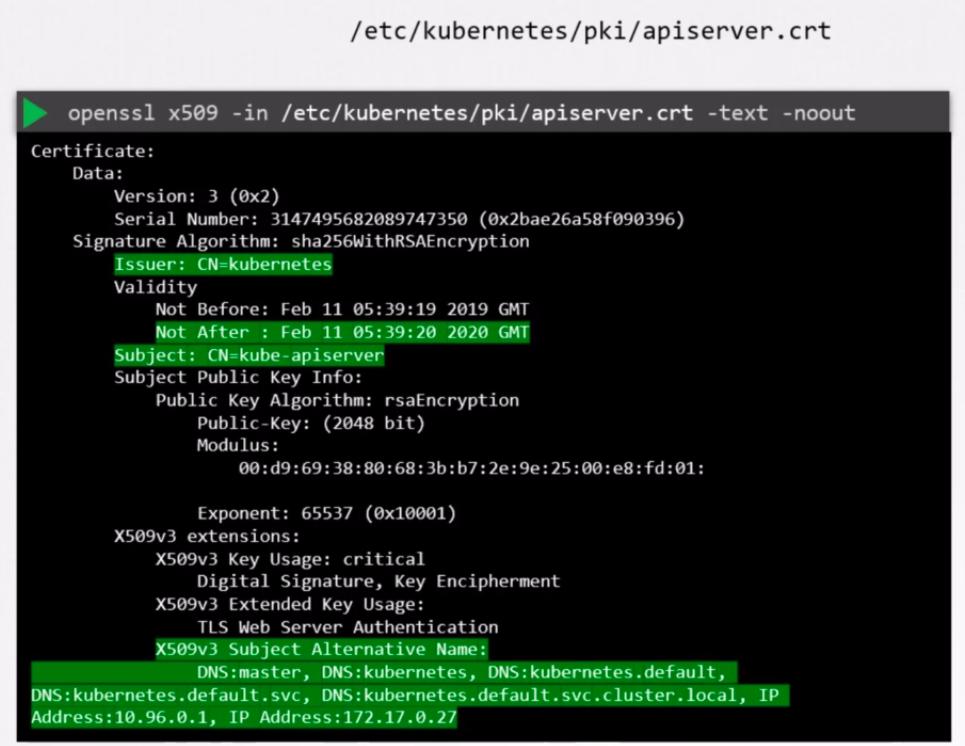 /etc/kubernetes/pki/apiserver.crt
openssl x509 -in /etc/kubernetes/pki/apiserver.crt -text -noout
Certificate:
Data:
Version: 3 (0x2)
Serial Number: 3147495682089747350 (0x2bae26a58f090396)
Signature Algorithm: sha256WithRSAEncryption
Issuer: CN=kubernetes
Validity
Not Before: Feb 11 05:39:19 2019 GMT
Not After : Feb 11 05:39:20 2020 GMT
Subject: CN=kube-apiserver
Subject Public Key Info:
Public Key Algorithm: rsaEncryption
Public-Key: (2048 bit)
Modulus:
00:d9:69:38:80:68:3b:b7:2e:9e:25:00:e8:fd:01:
Exponent: 65537 (0x10001)
X509v3 extensions:
X509v3 Key Usage: critical
Digital Signature, Key Encipherment
X509v3 Extended Key Usage:
TLS Web Server Authentication
X509v3 Subject Alternative Name:
DNS:master, DNS:kubernetes, DNS:kubernetes.default,
DNS:kubernetes.default.svc, DNS:kubernetes.default.svc.cluster.local, IP
Address:10.96.0.1, IP Address:172.17.0.27